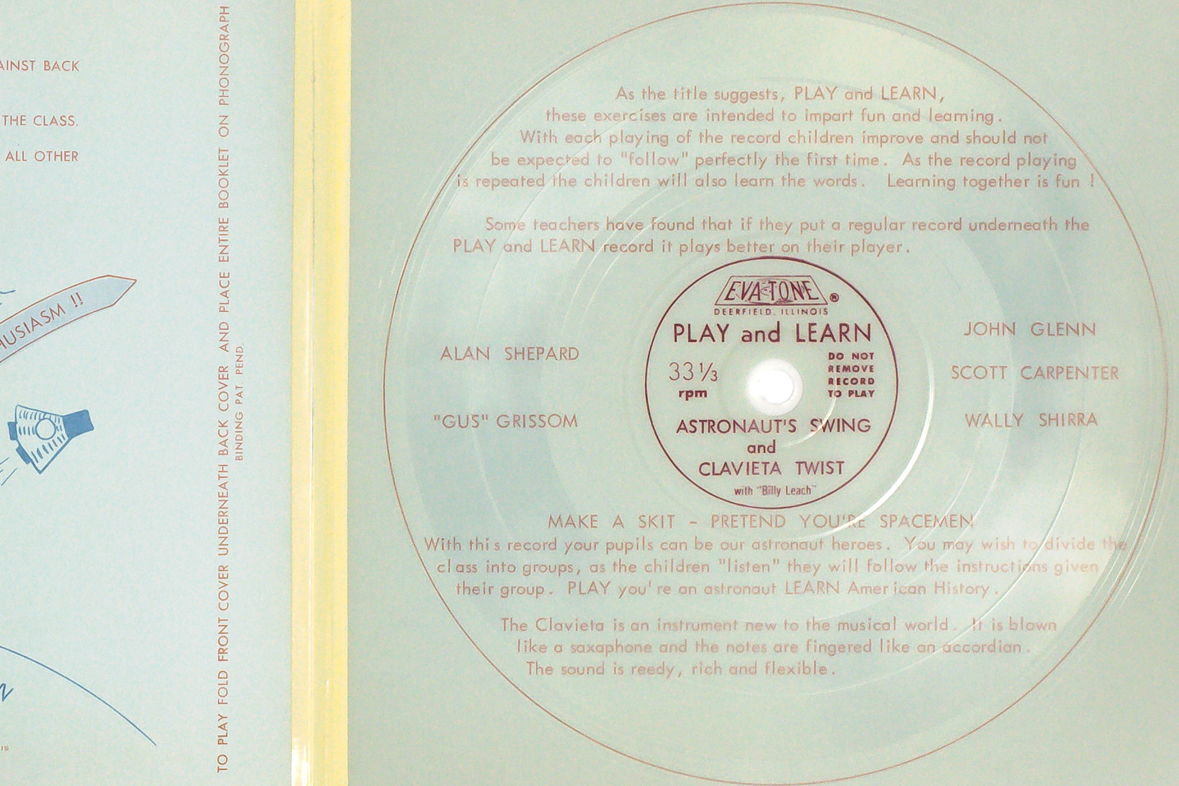 AINST BACK
THE CLASS.
ALL OTHER
HUSIASM !!
TO PLAY FOLD FRONT COVER UNDERNEATH BACK COVER AND PLACE ENTIRE BOOKLET ON PHONOGRAPH
BINDING PAT. PEND.
As the title suggests, PLAY and LEARN,
these exercises are intended to impart fun and learning.
With each playing of the record children improve and should not
be expected to "follow" perfectly the first time. As the record playing
is repeated the children will also learn the words. Learning together is fun !
Some teachers have found that if they put a regular record underneath the
PLAY and LEARN record it plays better on their player.
EVA-TONE ®
DEERFIELD, ILLINOIS
PLAY and LEARN
33 1/3
rpm
DO NOT
REMOVE
RECORD
TO PLAY
ASTRONAUT'S SWING
and
CLAVIETA TWIST
with "Billy Leach"
ALAN SHEPARD
"GUS" GRISSOM
JOHN GLENN
SCOTT CARPENTER
WALLY SHIRRA
MAKE A SKIT - PRETEND YOU'RE SPACEMEN
With this record your pupils can be our astronaut heroes. You may wish to divide the
class into groups, as the children "listen" they will follow the instructions given
their group. PLAY you're an astronaut LEARN American History.
The Clavieta is an instrument new to the musical world. It is blown
like a saxaphone and the notes are fingered like an accordian.
The sound is reedy, rich and flexible.